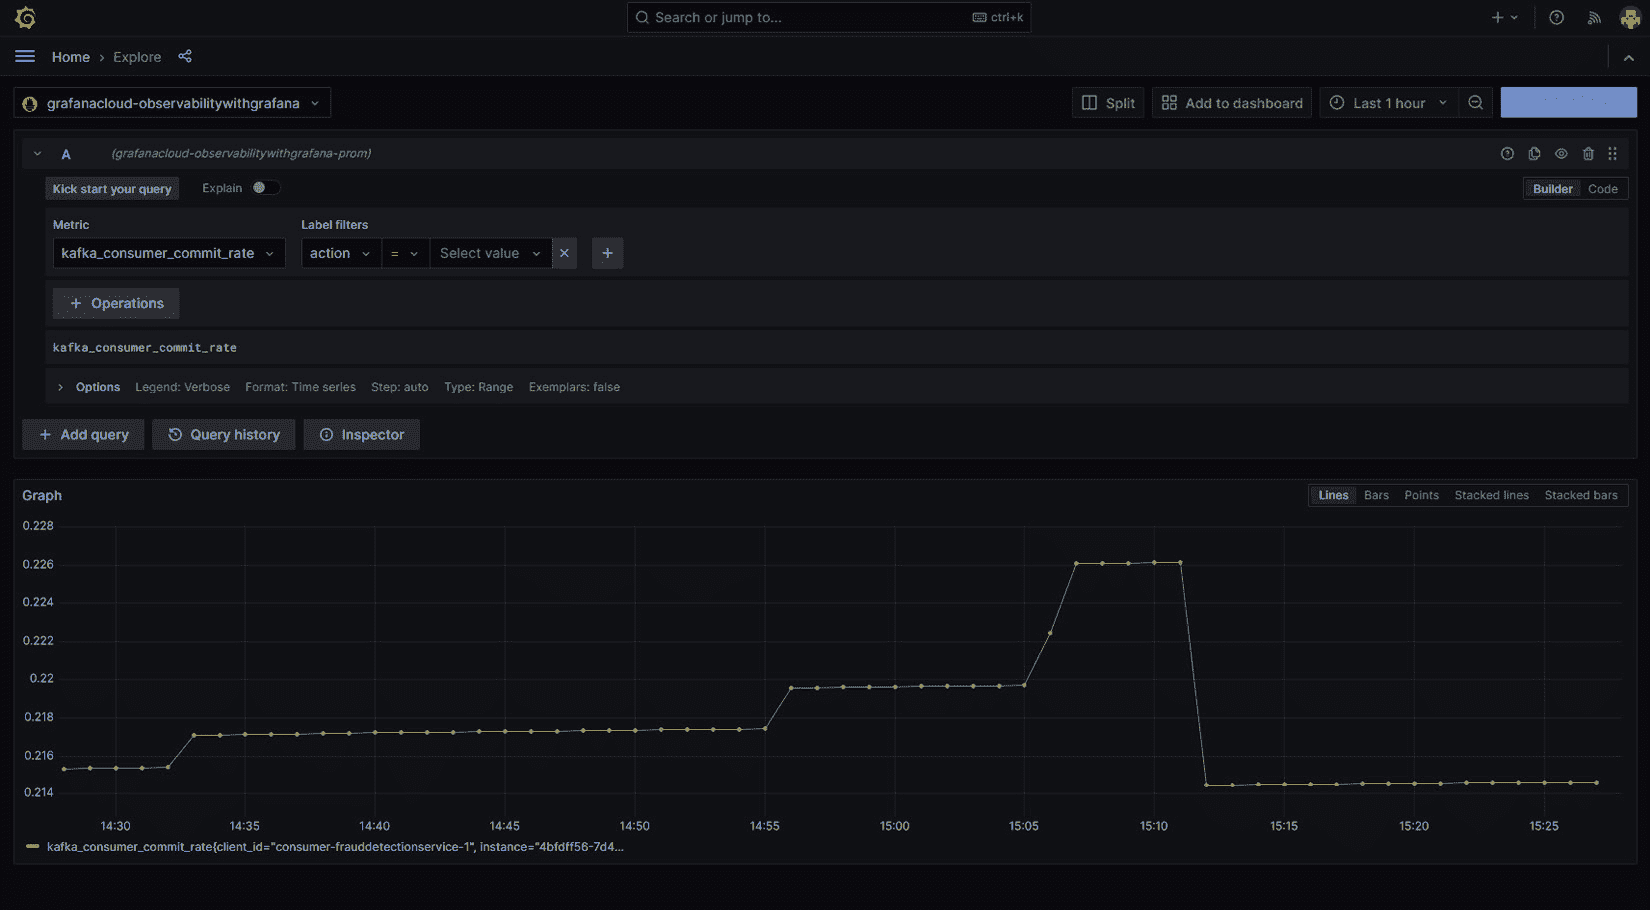 Search or jump to... ctrl+k
Home › Explore
grafanacloud-observabilitywithgrafana Split Add to dashboard Last 1 hour
A (grafanacloud-observabilitywithgrafana-prom)
Kick start your query Explain Builder Code
Metric Label filters
kafka_consumer_commit_rate action = Select value
+ Operations
kafka_consumer_commit_rate
Options Legend: Verbose Format: Time series Step: auto Type: Range Exemplars: false
+ Add query Query history Inspector
Graph Lines Bars Points Stacked lines Stacked bars
0.228
0.226
0.224
0.222
0.22
0.218
0.216
0.214
14:30 14:35 14:40 14:45 14:50 14:55 15:00 15:05 15:10 15:15 15:20 15:25
kafka_consumer_commit_rate{client_id="consumer-frauddetectionservice-1", instance="4bfdff56-7d4...